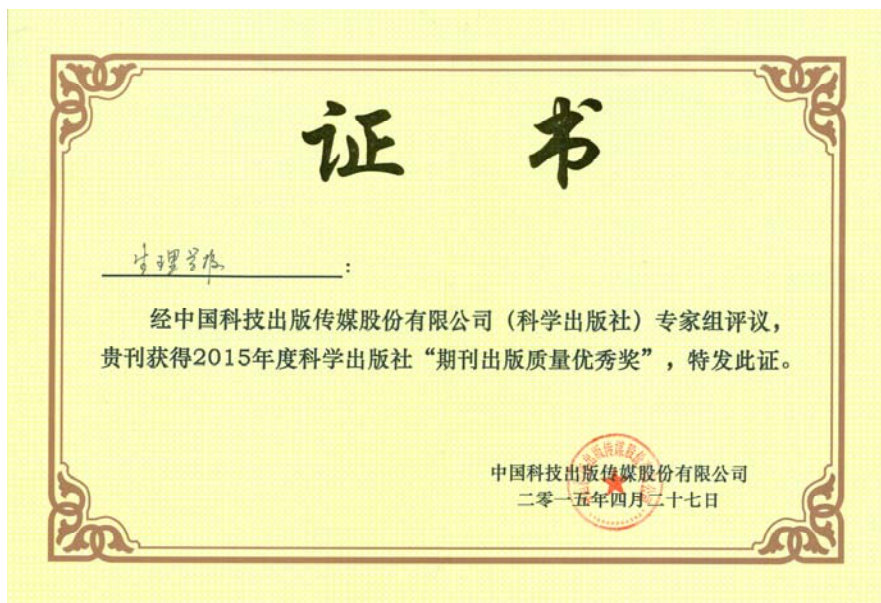 证 书
生理学报：
经中国科技出版传媒股份有限公司（科学出版社）专家组评议，
贵刊获得2015年度科学出版社“期刊出版质量优秀奖”，特发此证。
中国科技出版传媒股份有限公司
二零一五年四月二十七日